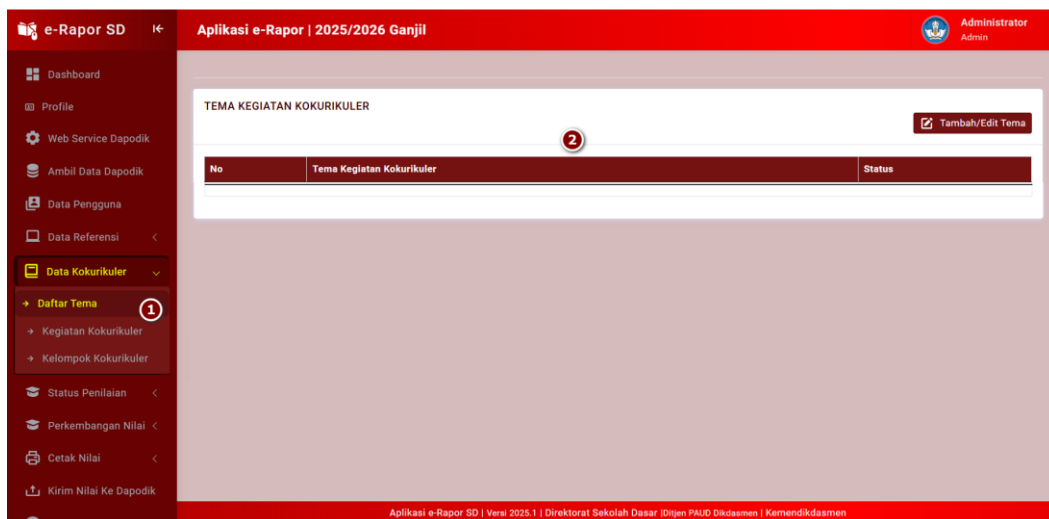 e-Rapor SD
Aplikasi e-Rapor | 2025/2026 Ganjil
Administrator
Admin
Dashboard
Profile
Web Service Dapodik
Ambil Data Dapodik
Data Pengguna
Data Referensi
Data Kokurikuler
Daftar Tema
1
Kegiatan Kokurikuler
Kelompok Kokurikuler
Status Penilaian
Perkembangan Nilai
Cetak Nilai
Kirim Nilai Ke Dapodik
TEMA KEGIATAN KOKURIKULER
2
Tambah/Edit Tema
No Tema Kegiatan Kokurikuler Status
Aplikasi e-Rapor SD | Versi 2025.1 | Direktorat Sekolah Dasar |Ditjen PAUD Dikdasmen | Kemendikdasmen